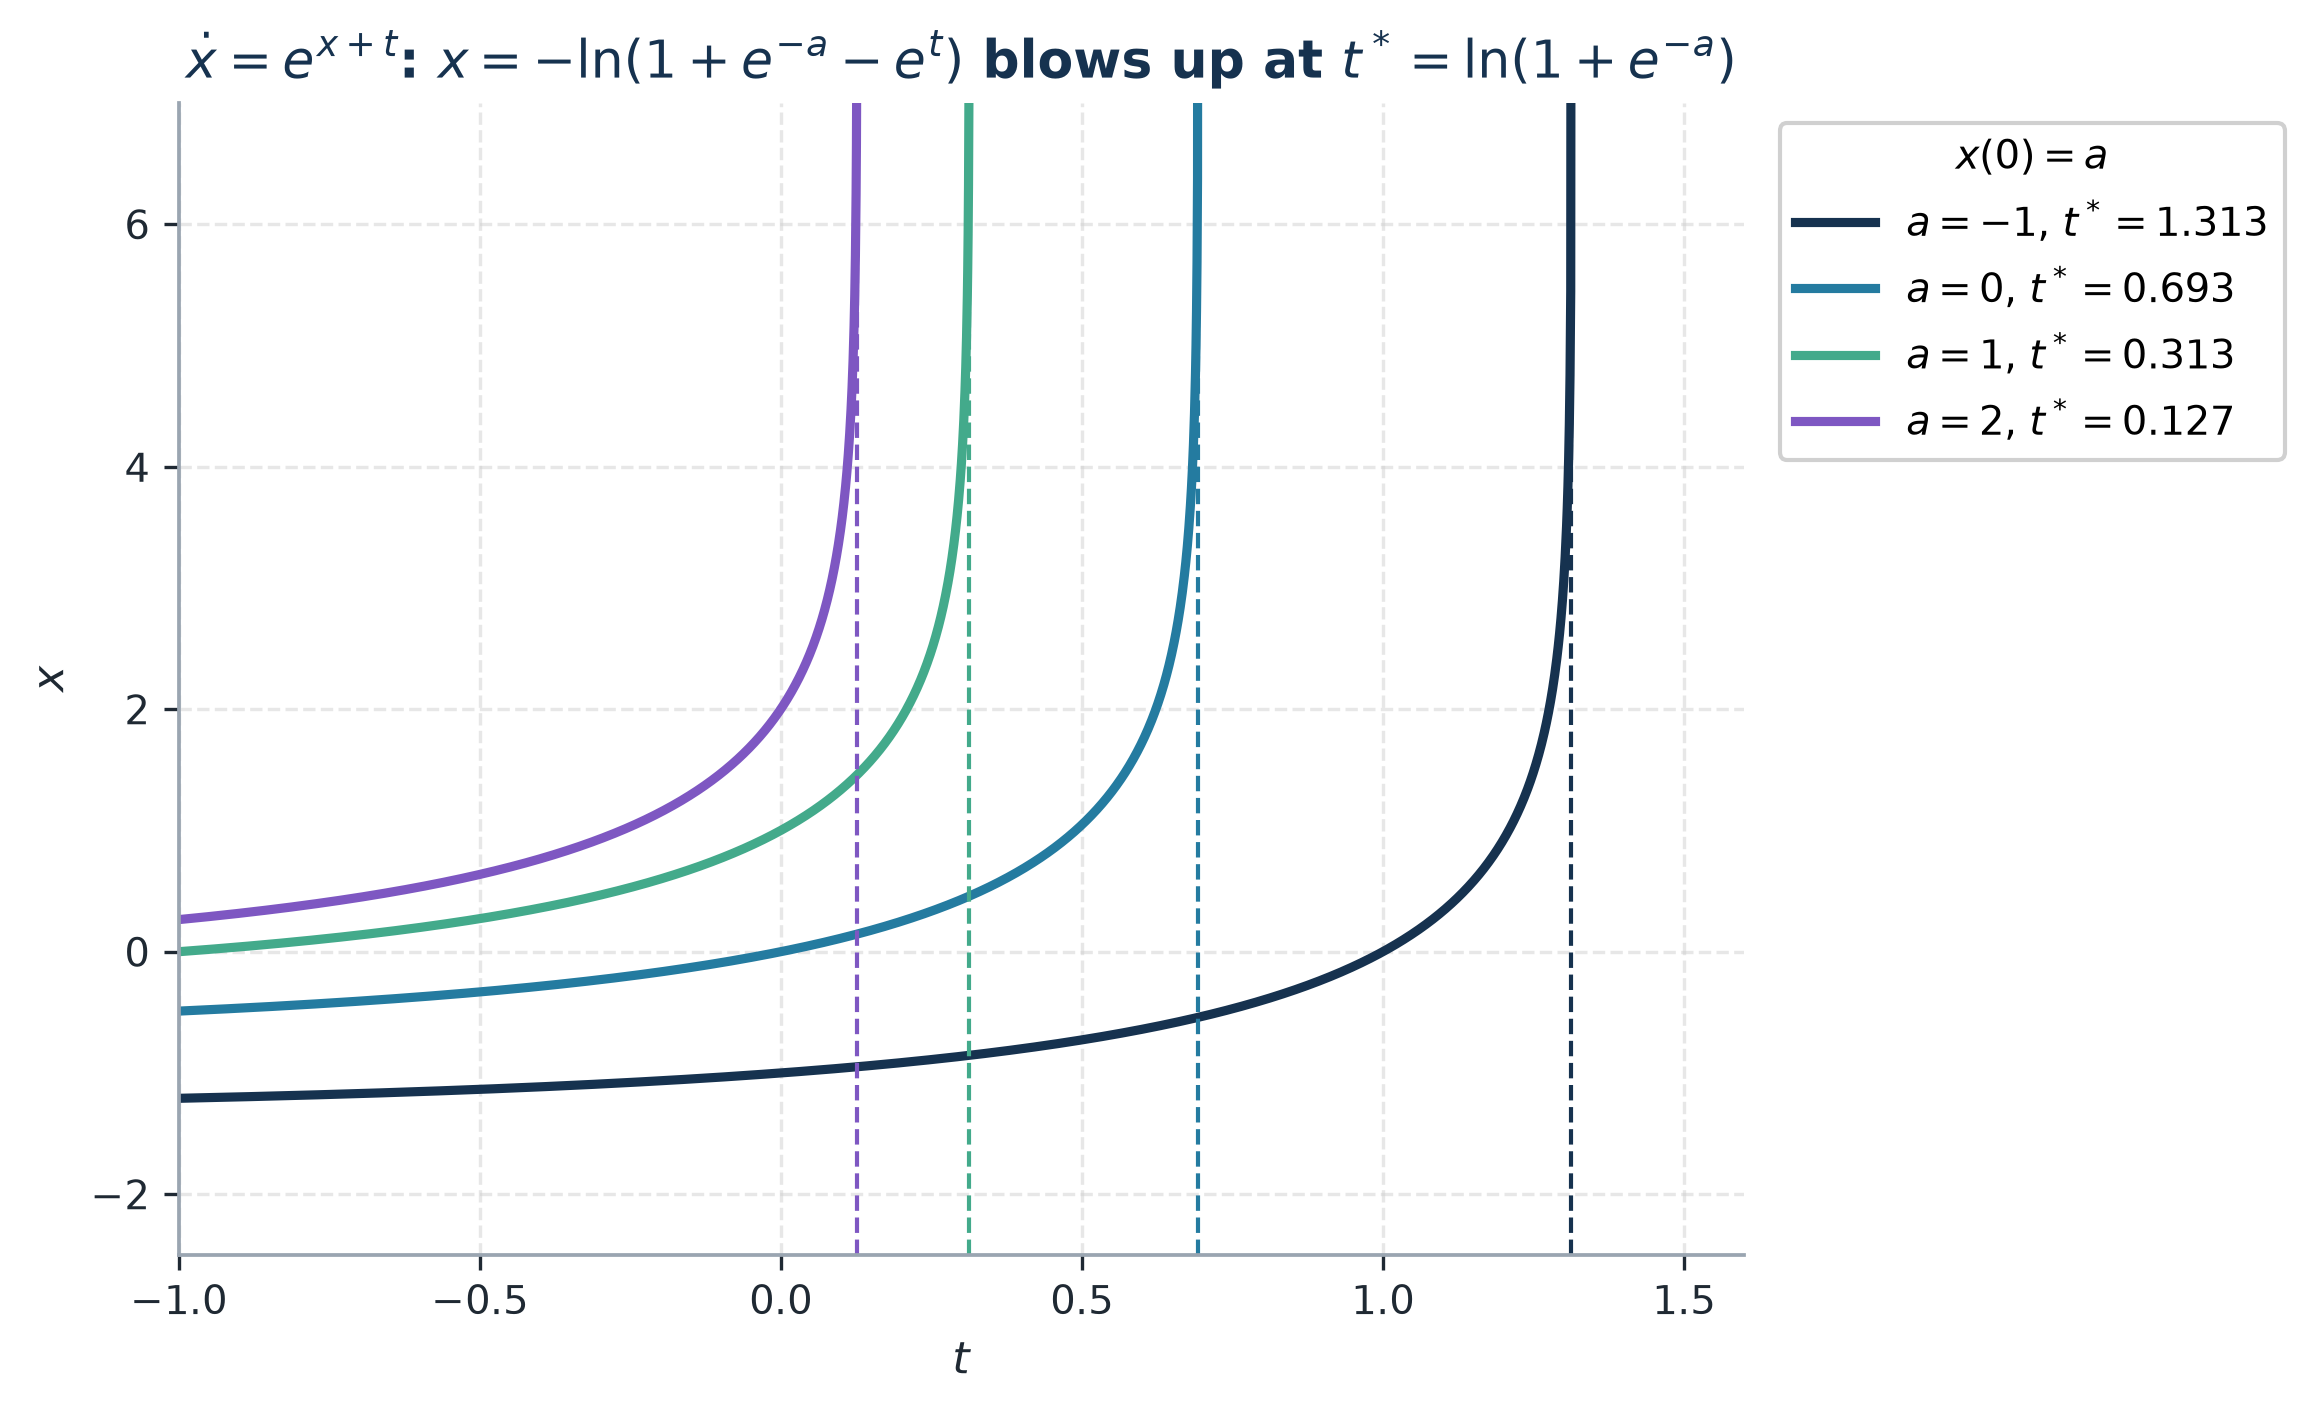 ẋ = e^{x+t}: x = −ln(1 + e^{−a} − e^t) blows up at t* = ln(1 + e^{−a})
x(0) = a
a = −1, t* = 1.313
a = 0, t* = 0.693
a = 1, t* = 0.313
a = 2, t* = 0.127
6
4
2
0
−2
x
−1.0 −0.5 0.0 0.5 1.0 1.5
t